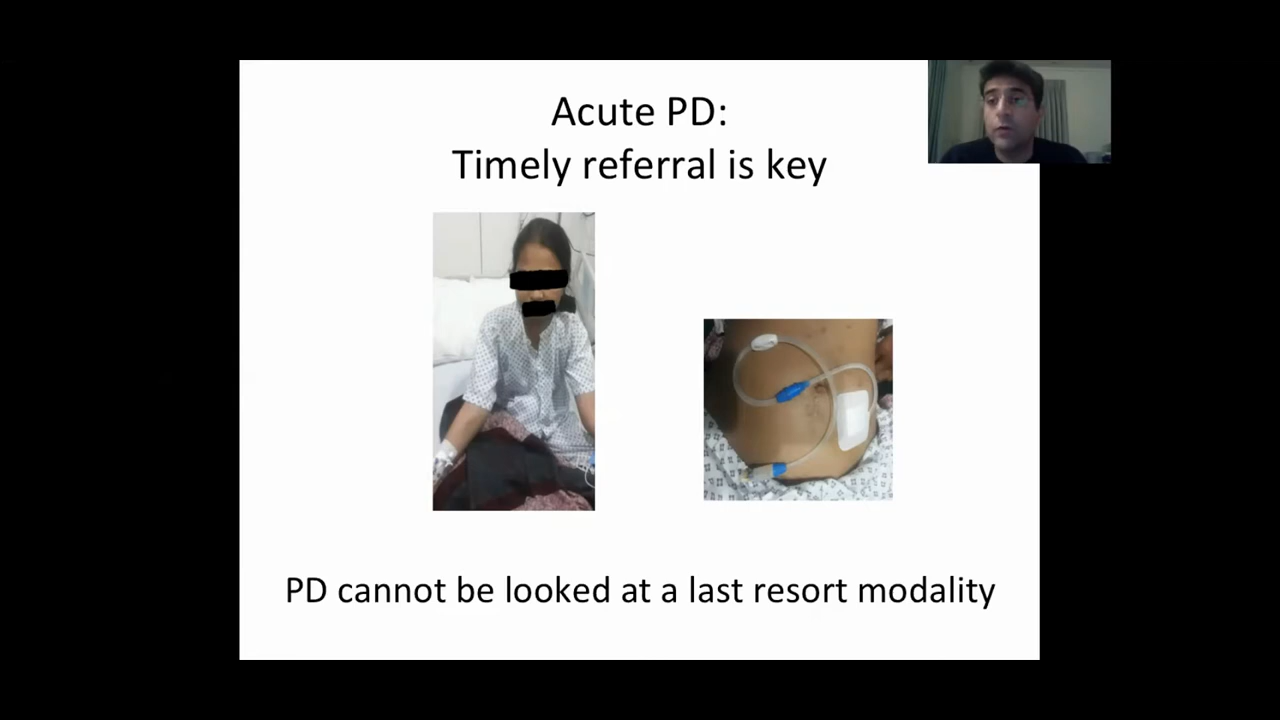 Acute PD:
Timely referral is key
PD cannot be looked at a last resort modality